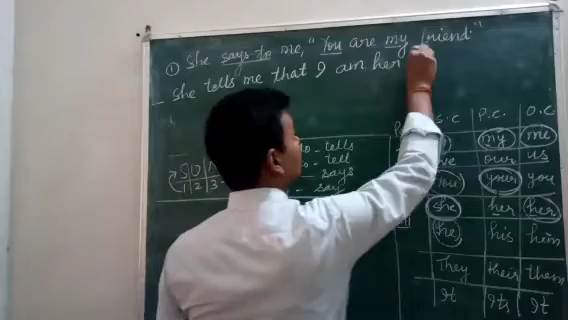 ① She says to me, "You are my friend."
She tells me that I am her
S.C. P.C. O.C.
my me
our us
you your you
she her her
he his him
They their them
It Its It
S O A
1 2 3
- tells
- tell
- says
- say